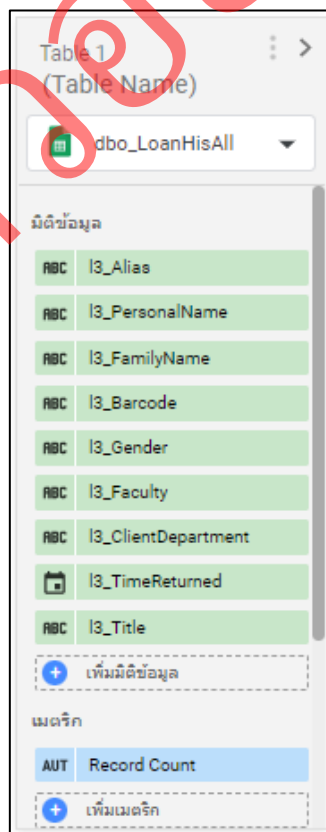 Table 1
(Table Name)
dbo_LoanHisAll
มิติข้อมูล
ABC l3_Alias
ABC l3_PersonalName
ABC l3_FamilyName
ABC l3_Barcode
ABC l3_Gender
ABC l3_Faculty
ABC l3_ClientDepartment
l3_TimeReturned
ABC l3_Title
เพิ่มมิติข้อมูล
เมตริก
AUT Record Count
เพิ่มเมตริก